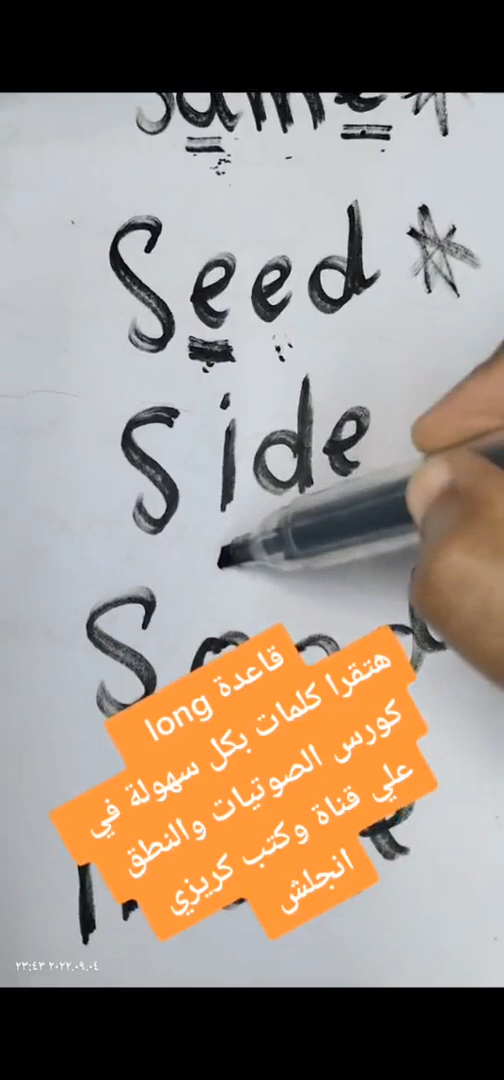 Same*
Seed*
Side
قاعدة long
هتقرا كلمات بكل سهولة في
كورس الصوتيات والنطق
علي قناة وكتب كريزي
انجلش
٢٣:٤٣ ٢٠٢٢.٠٩.٠٤